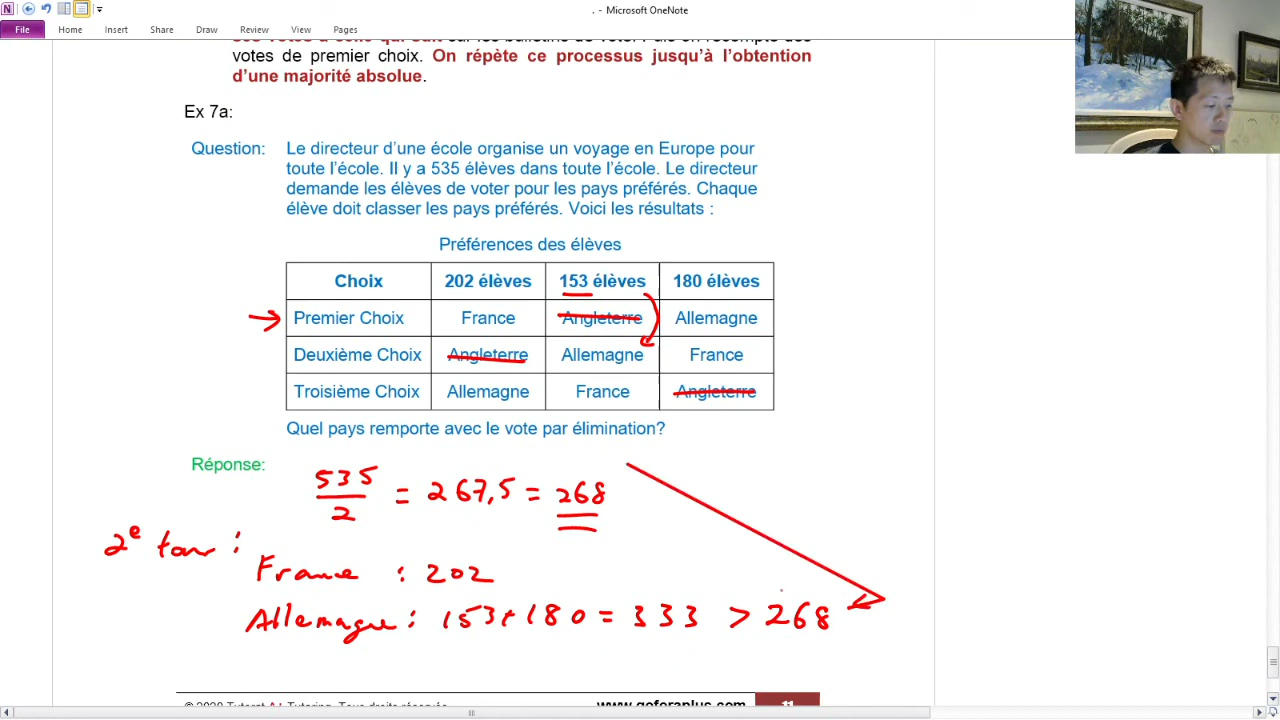 . - Microsoft OneNote
File Home Insert Share Draw Review View Pages
votes de premier choix. On répète ce processus jusqu'à l'obtention
d'une majorité absolue.
Ex 7a:
Question: Le directeur d'une école organise un voyage en Europe pour
toute l'école. Il y a 535 élèves dans toute l'école. Le directeur
demande les élèves de voter pour les pays préférés. Chaque
élève doit classer les pays préférés. Voici les résultats :
Préférences des élèves
Choix 202 élèves 153 élèves 180 élèves
Premier Choix France Angleterre Allemagne
Deuxième Choix Angleterre Allemagne France
Troisième Choix Allemagne France Angleterre
Quel pays remporte avec le vote par élimination?
Réponse:
535/2 = 267,5 = 268
2e tour :
France : 202
Allemagne : 153+180 = 333 > 268
www.goforaplus.com 11